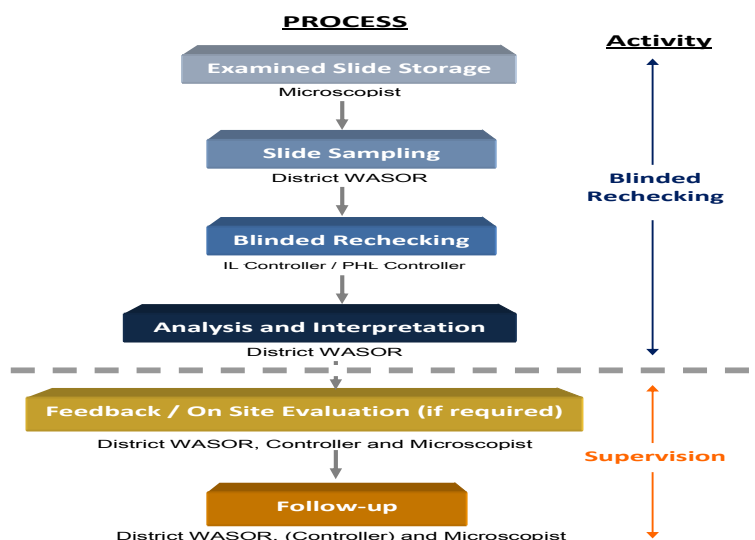 PROCESS
Activity
Examined Slide Storage
Microscopist
Slide Sampling
District WASOR
Blinded
Rechecking
Blinded Rechecking
IL Controller / PHL Controller
Analysis and Interpretation
District WASOR
Feedback / On Site Evaluation (if required)
District WASOR, Controller and Microscopist
Supervision
Follow-up
District WASOR, (Controller) and Microscopist